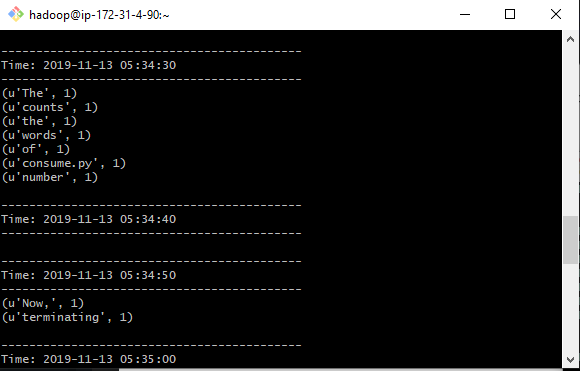 hadoop@ip-172-31-4-90:~
-------------------------------------------
Time: 2019-11-13 05:34:30
-------------------------------------------
(u'The', 1)
(u'counts', 1)
(u'the', 1)
(u'words', 1)
(u'of', 1)
(u'consume.py', 1)
(u'number', 1)
-------------------------------------------
Time: 2019-11-13 05:34:40
-------------------------------------------
-------------------------------------------
Time: 2019-11-13 05:34:50
-------------------------------------------
(u'Now,', 1)
(u'terminating', 1)
-------------------------------------------
Time: 2019-11-13 05:35:00